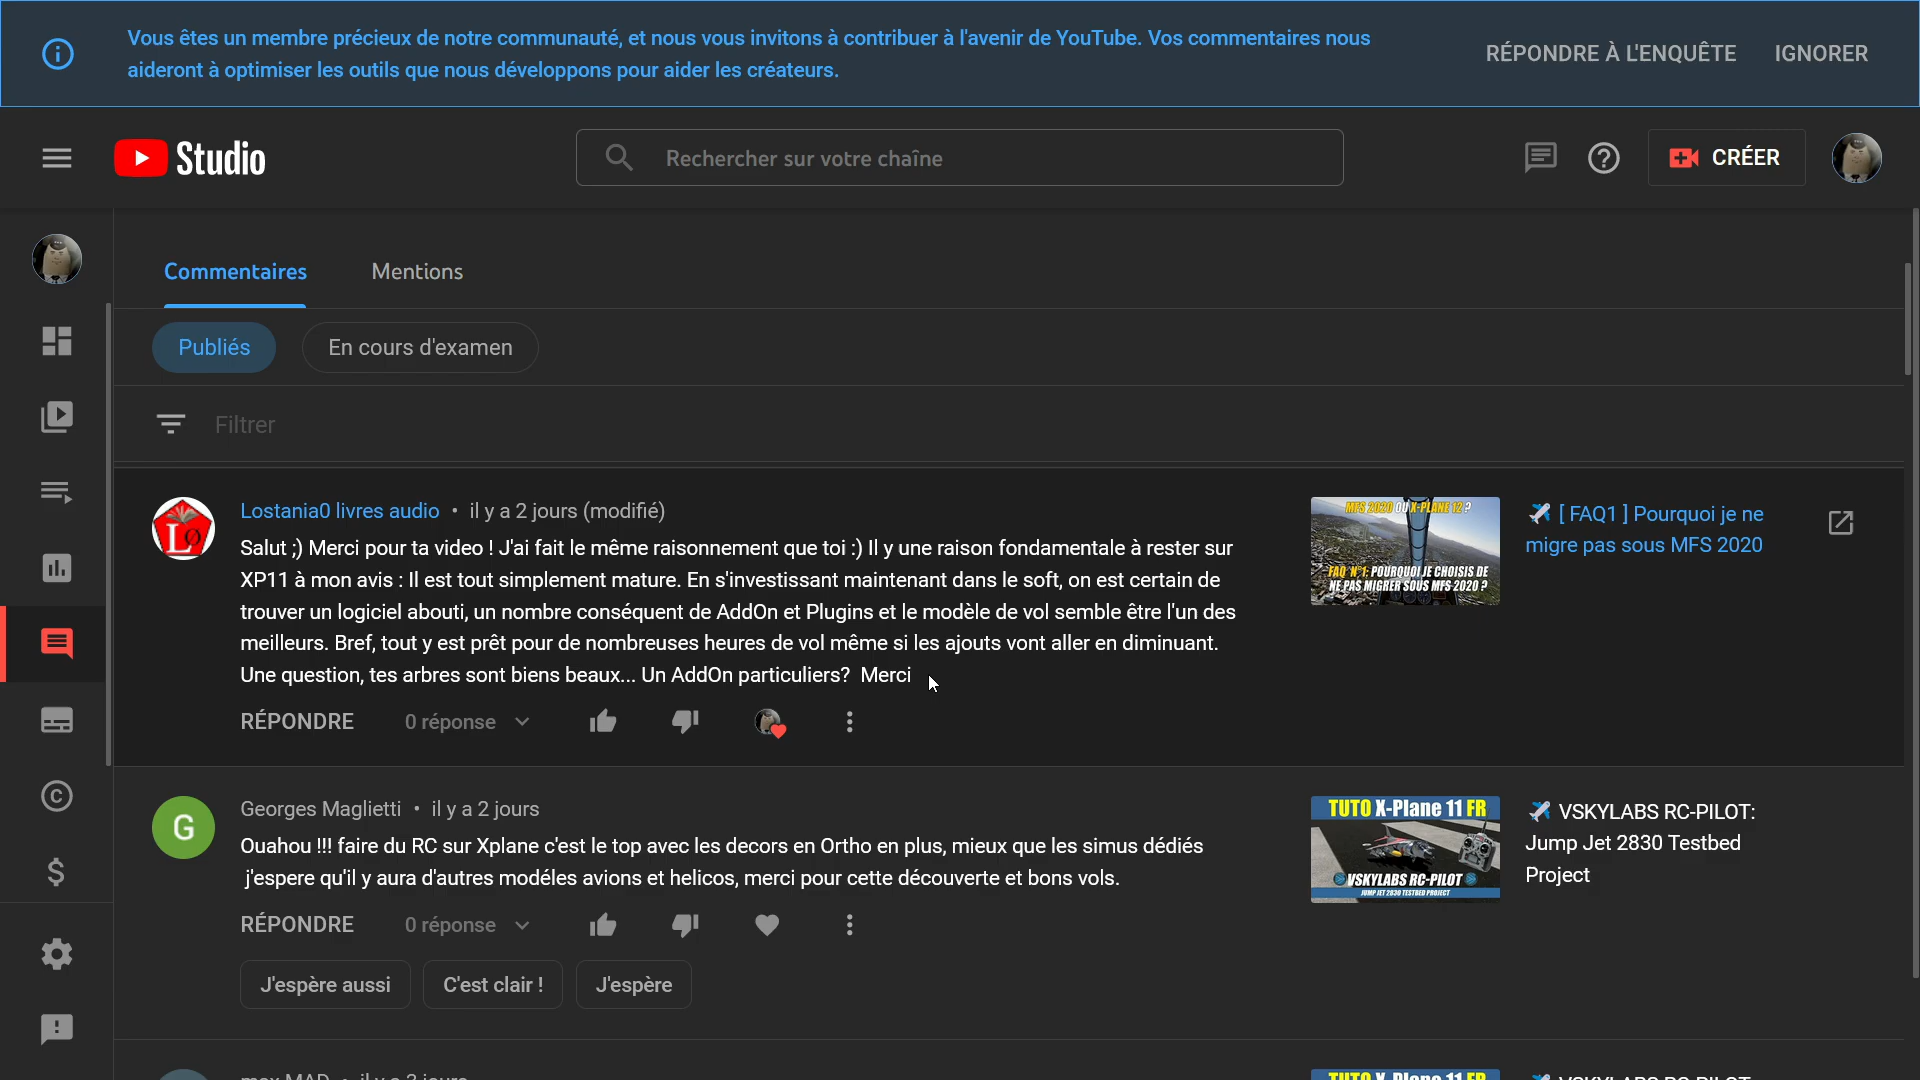 Vous êtes un membre précieux de notre communauté, et nous vous invitons à contribuer à l'avenir de YouTube. Vos commentaires nous
aideront à optimiser les outils que nous développons pour aider les créateurs.
RÉPONDRE À L'ENQUÊTE
IGNORER
Studio
Rechercher sur votre chaîne
CRÉER
Commentaires
Mentions
Publiés
En cours d'examen
Filtrer
Lostania0 livres audio • il y a 2 jours (modifié)
Salut ;) Merci pour ta video ! J'ai fait le même raisonnement que toi :) Il y une raison fondamentale à rester sur
XP11 à mon avis : Il est tout simplement mature. En s'investissant maintenant dans le soft, on est certain de
trouver un logiciel abouti, un nombre conséquent de AddOn et Plugins et le modèle de vol semble être l'un des
meilleurs. Bref, tout y est prêt pour de nombreuses heures de vol même si les ajouts vont aller en diminuant.
Une question, tes arbres sont biens beaux... Un AddOn particuliers? Merci
RÉPONDRE
0 réponse
MFS 2020 OU X-PLANE 12 ?
FAQ N°1: POURQUOI JE CHOISIS DE
NE PAS MIGRER SOUS MFS 2020 ?
[ FAQ1 ] Pourquoi je ne
migre pas sous MFS 2020
G
Georges Maglietti • il y a 2 jours
Ouahou !!! faire du RC sur Xplane c'est le top avec les decors en Ortho en plus, mieux que les simus dédiés
j'espere qu'il y aura d'autres modéles avions et helicos, merci pour cette découverte et bons vols.
RÉPONDRE
0 réponse
J'espère aussi
C'est clair !
J'espère
TUTO X-Plane 11 FR
VSKYLABS RC-PILOT
JUMP JET 2830 TESTBED PROJECT
VSKYLABS RC-PILOT:
Jump Jet 2830 Testbed
Project
TUTO X-Plane 11 FR
VSKYLABS RC-PILOT: